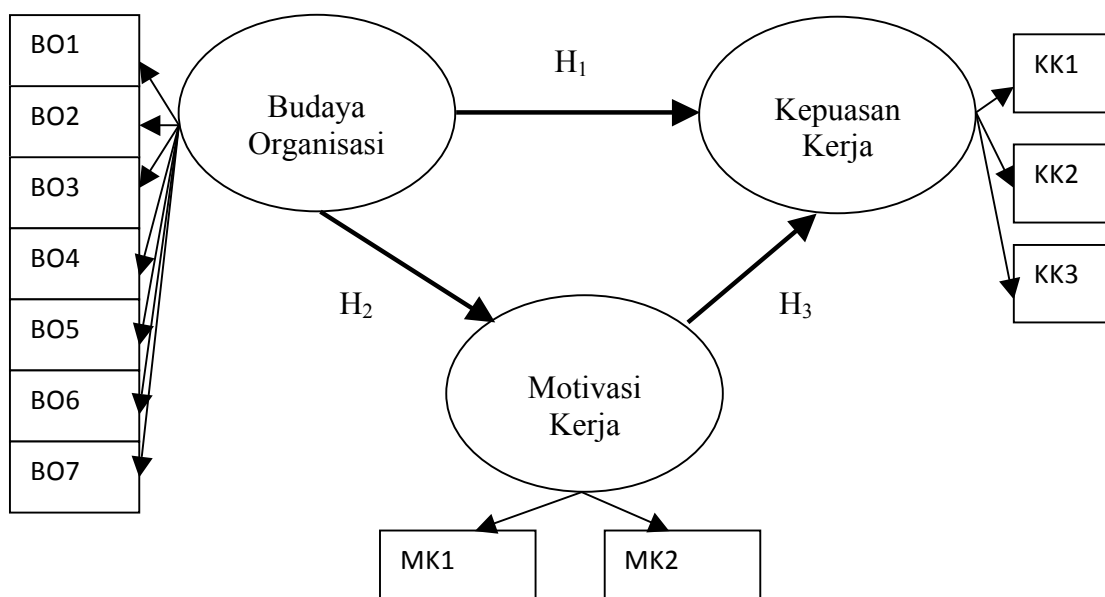 BO1
BO2
BO3
BO4
BO5
BO6
BO7
Budaya
Organisasi
H₁
Kepuasan
Kerja
KK1
KK2
KK3
H₂
H₃
Motivasi
Kerja
MK1
MK2